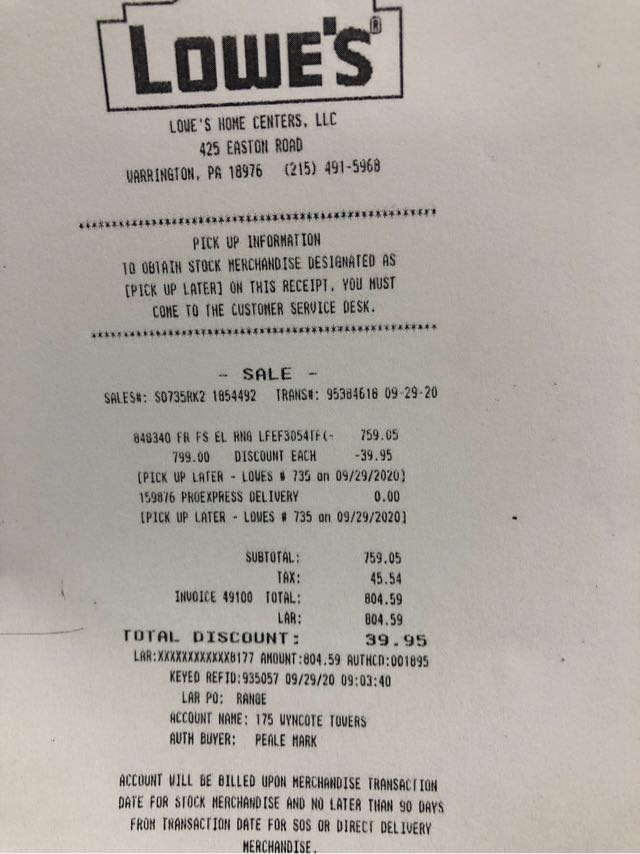 LOWE'S®
LOWE'S HOME CENTERS, LLC
425 EASTON ROAD
WARRINGTON, PA 18976 (215) 491-5968
******************************************************
PICK UP INFORMATION
TO OBTAIN STOCK MERCHANDISE DESIGNATED AS
[PICK UP LATER] ON THIS RECEIPT, YOU MUST
COME TO THE CUSTOMER SERVICE DESK.
******************************************************
- SALE -
SALES#: S0735RK2 1854492 TRANS#: 95384618 09-29-20
848340 FR FS EL RNG LFEF3054TF(- 759.05
799.00 DISCOUNT EACH -39.95
[PICK UP LATER - LOWES # 735 on 09/29/2020]
159876 PROEXPRESS DELIVERY 0.00
[PICK UP LATER - LOWES # 735 on 09/29/2020]
SUBTOTAL: 759.05
TAX: 45.54
INVOICE 49100 TOTAL: 804.59
LAR: 804.59
TOTAL DISCOUNT: 39.95
LAR:XXXXXXXXXXXX8177 AMOUNT:804.59 AUTHCD:001895
KEYED REFID:935057 09/29/20 09:03:40
LAR PO: RANGE
ACCOUNT NAME: 175 WYNCOTE TOWERS
AUTH BUYER: PEALE MARK
ACCOUNT WILL BE BILLED UPON MERCHANDISE TRANSACTION
DATE FOR STOCK MERCHANDISE AND NO LATER THAN 90 DAYS
FROM TRANSACTION DATE FOR SOS OR DIRECT DELIVERY
MERCHANDISE.